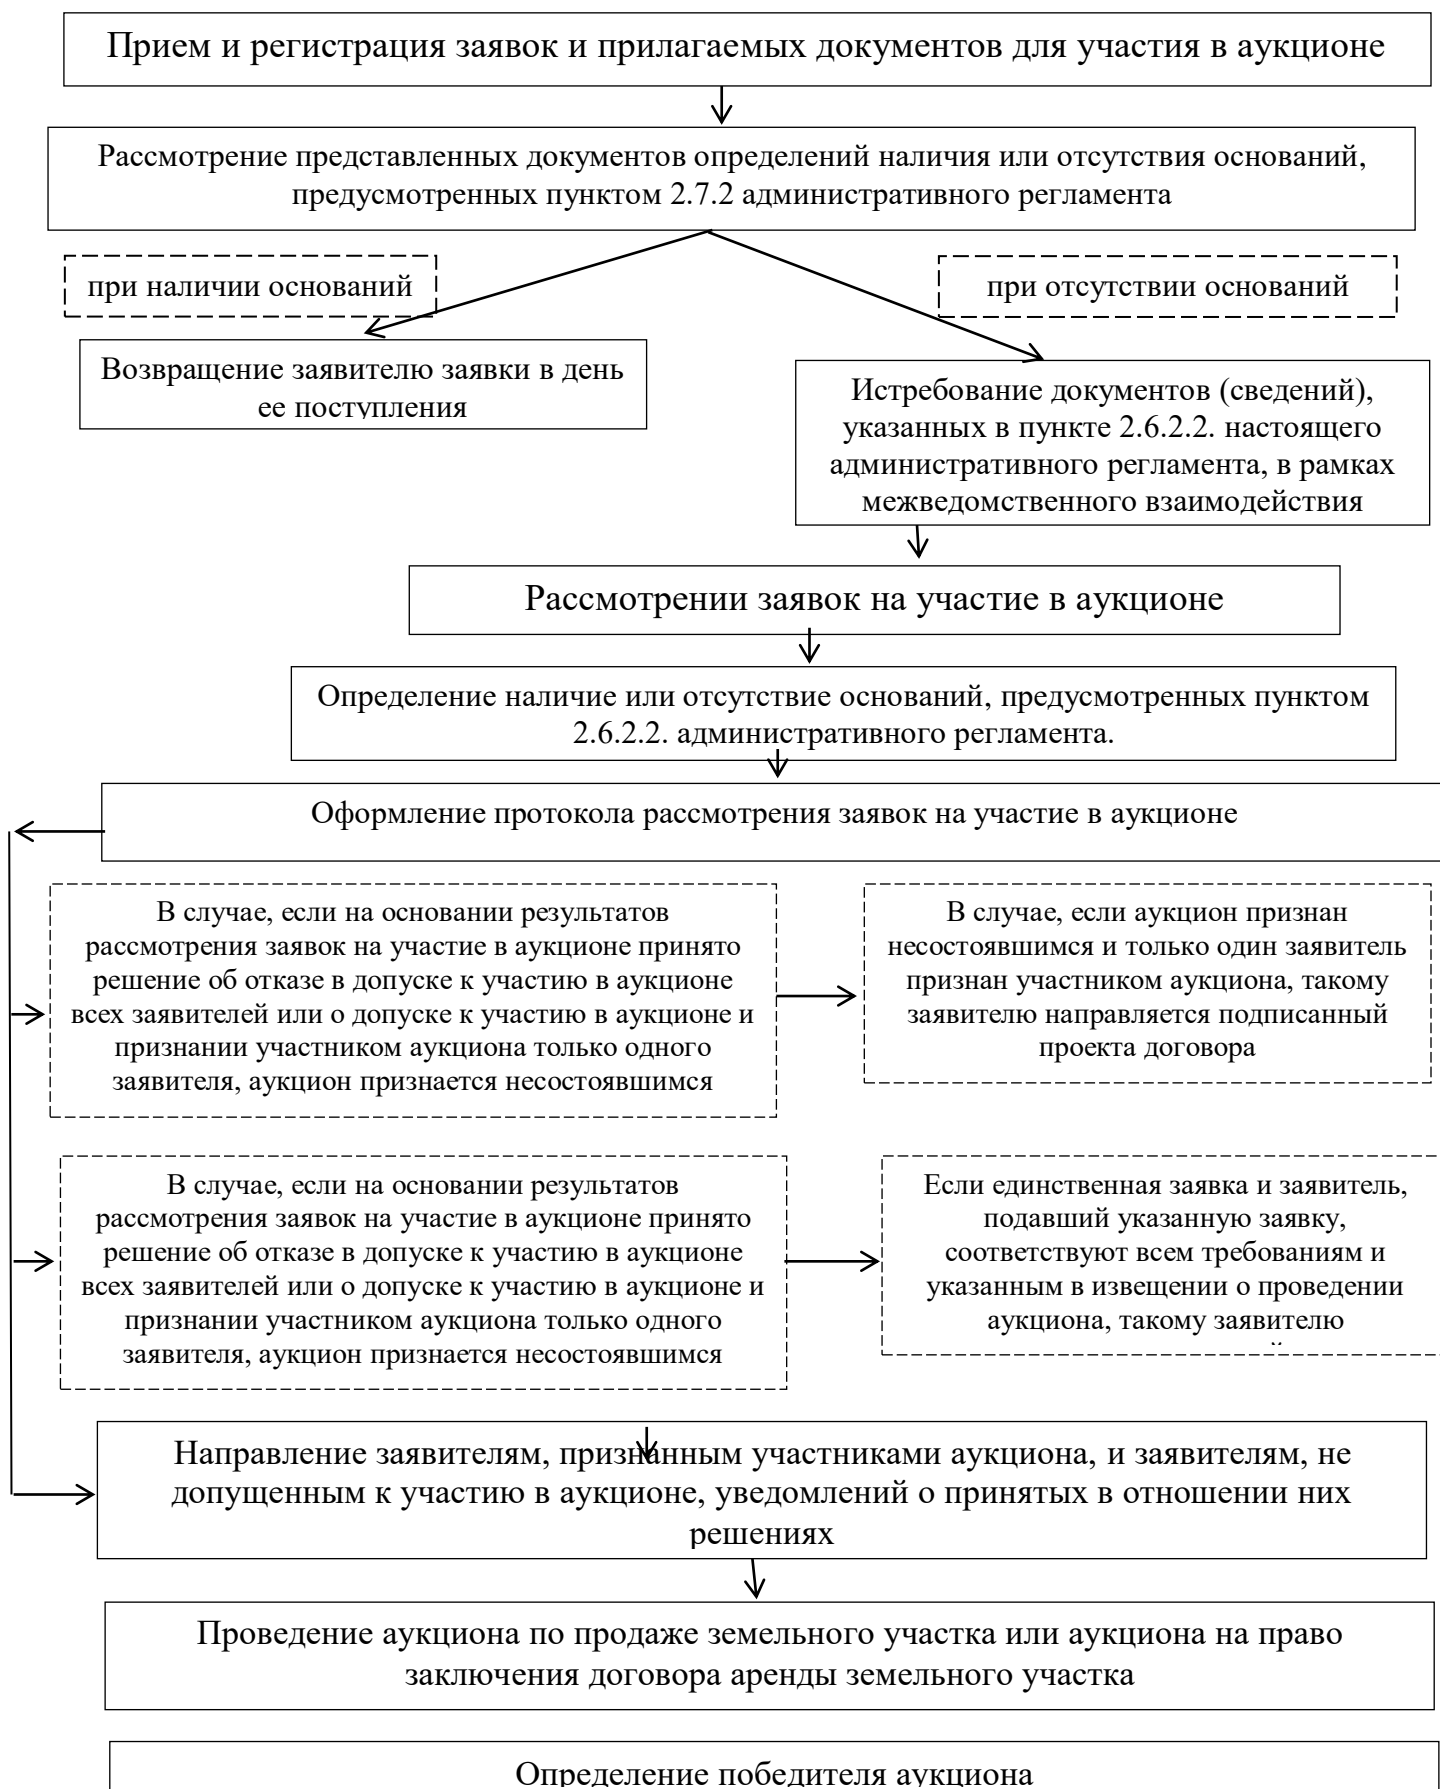 Прием и регистрация заявок и прилагаемых документов для участия в аукционе
Рассмотрение представленных документов определений наличия или отсутствия оснований,
предусмотренных пунктом 2.7.2 административного регламента
при наличии оснований
при отсутствии оснований
Возвращение заявителю заявки в день
ее поступления
Истребование документов (сведений),
указанных в пункте 2.6.2.2. настоящего
административного регламента, в рамках
межведомственного взаимодействия
Рассмотрении заявок на участие в аукционе
Определение наличие или отсутствие оснований, предусмотренных пунктом
2.6.2.2. административного регламента.
Оформление протокола рассмотрения заявок на участие в аукционе
В случае, если на основании результатов
рассмотрения заявок на участие в аукционе принято
решение об отказе в допуске к участию в аукционе
всех заявителей или о допуске к участию в аукционе и
признании участником аукциона только одного
заявителя, аукцион признается несостоявшимся
В случае, если аукцион признан
несостоявшимся и только один заявитель
признан участником аукциона, такому
заявителю направляется подписанный
проекта договора
В случае, если на основании результатов
рассмотрения заявок на участие в аукционе принято
решение об отказе в допуске к участию в аукционе
всех заявителей или о допуске к участию в аукционе и
признании участником аукциона только одного
заявителя, аукцион признается несостоявшимся
Если единственная заявка и заявитель,
подавший указанную заявку,
соответствуют всем требованиям и
указанным в извещении о проведении
аукциона, такому заявителю
Направление заявителям, признанным участниками аукциона, и заявителям, не
допущенным к участию в аукционе, уведомлений о принятых в отношении них
решениях
Проведение аукциона по продаже земельного участка или аукциона на право
заключения договора аренды земельного участка
Определение победителя аукциона